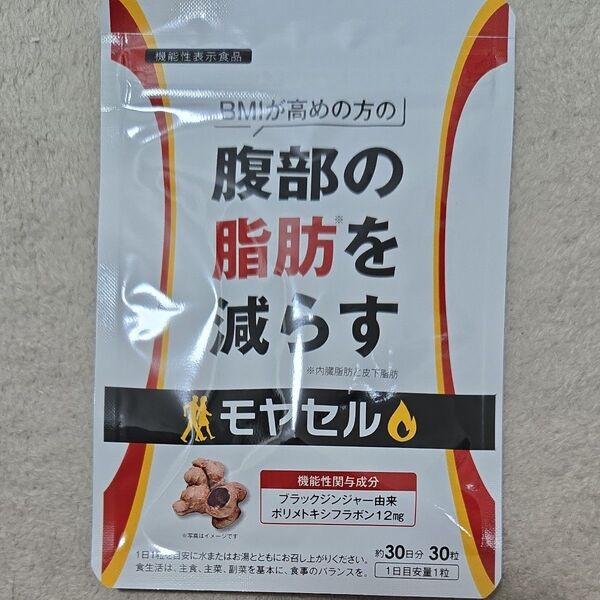 機能性表示食品
BMIが高めの方の
腹部の
脂肪※を
減らす
※内臓脂肪と皮下脂肪
モヤセル
機能性関与成分
ブラックジンジャー由来
ポリメトキシフラボン12mg
※写真はイメージです
1日1粒を目安に水またはお湯とともにお召し上がりください。
食生活は、主食、主菜、副菜を基本に、食事のバランスを。
約30日分 30粒
1日目安量1粒